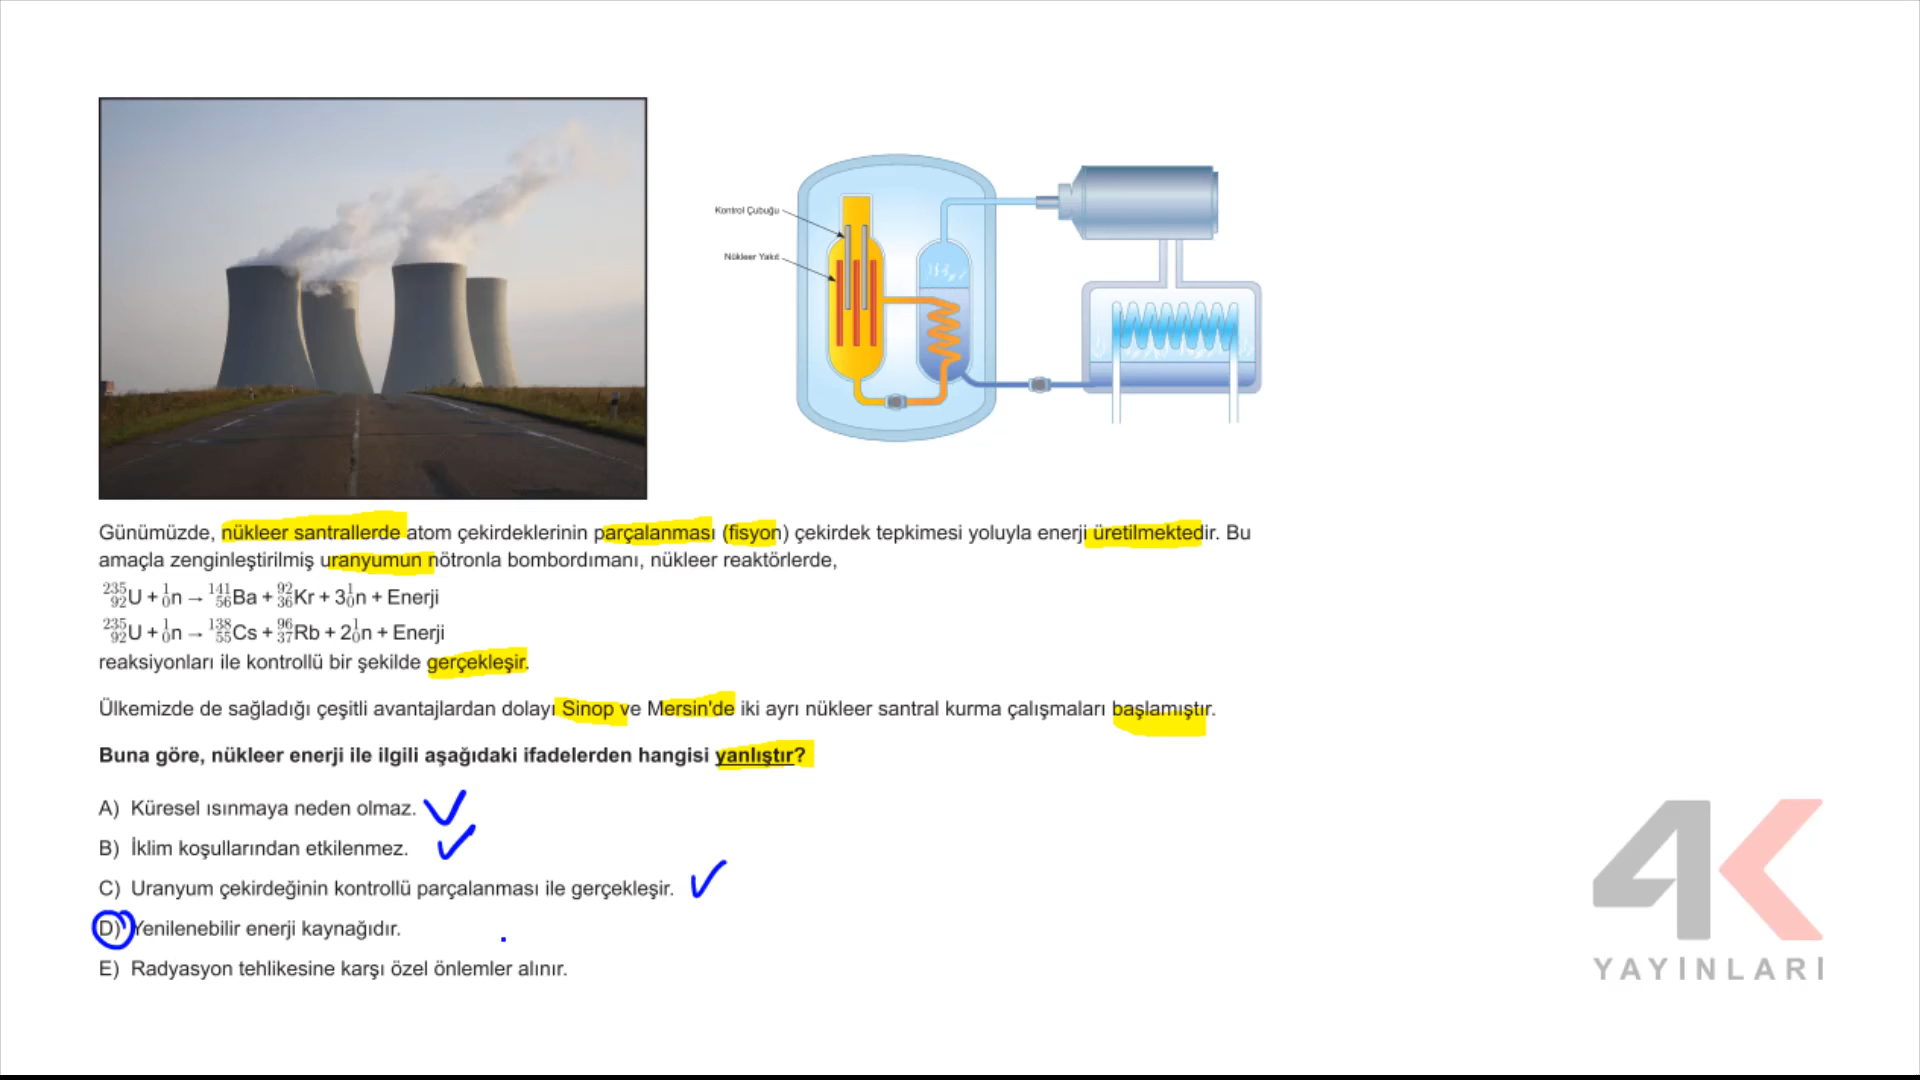 Kontrol Çubuğu
Nükleer Yakıt
Günümüzde, nükleer santrallerde atom çekirdeklerinin parçalanması (fisyon) çekirdek tepkimesi yoluyla enerji üretilmektedir. Bu
amaçla zenginleştirilmiş uranyumun nötronla bombordımanı, nükleer reaktörlerde,
²³⁵₉₂U + ¹₀n → ¹⁴¹₅₆Ba + ⁹²₃₆Kr + 3¹₀n + Enerji
²³⁵₉₂U + ¹₀n → ¹³⁸₅₅Cs + ⁹⁶₃₇Rb + 2¹₀n + Enerji
reaksiyonları ile kontrollü bir şekilde gerçekleşir.
Ülkemizde de sağladığı çeşitli avantajlardan dolayı Sinop ve Mersin'de iki ayrı nükleer santral kurma çalışmaları başlamıştır.
Buna göre, nükleer enerji ile ilgili aşağıdaki ifadelerden hangisi yanlıştır?
A) Küresel ısınmaya neden olmaz.
B) İklim koşullarından etkilenmez.
C) Uranyum çekirdeğinin kontrollü parçalanması ile gerçekleşir.
D) Yenilenebilir enerji kaynağıdır.
E) Radyasyon tehlikesine karşı özel önlemler alınır.
4K
YAYINLARI